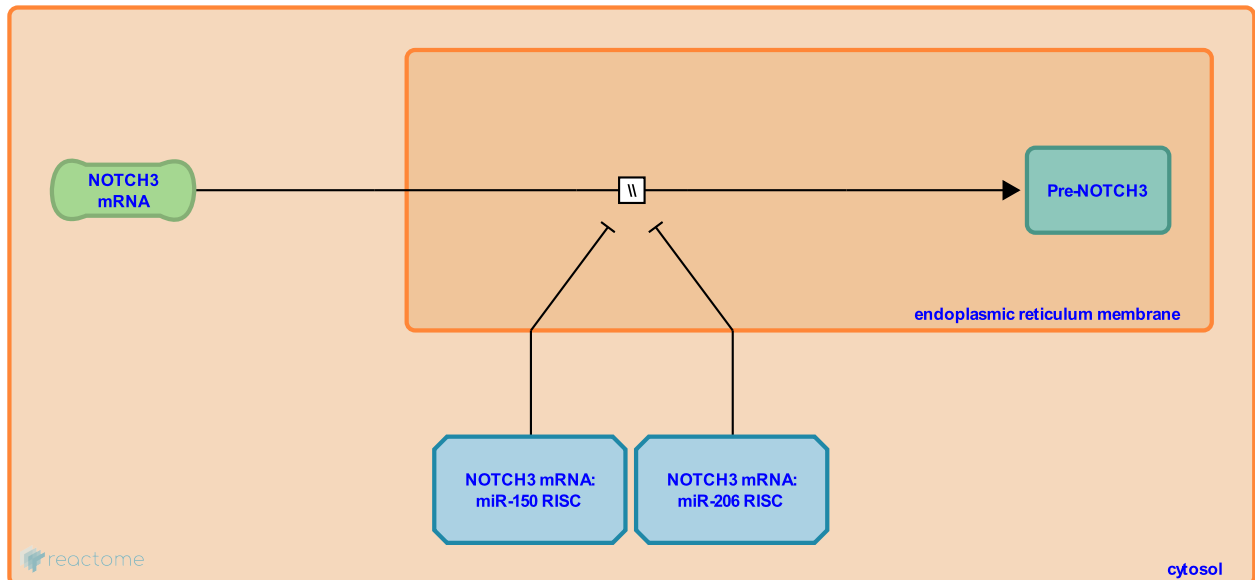 NOTCH3
mRNA
\\
Pre-NOTCH3
endoplasmic reticulum membrane
NOTCH3 mRNA:
miR-150 RISC
NOTCH3 mRNA:
miR-206 RISC
reactome
cytosol